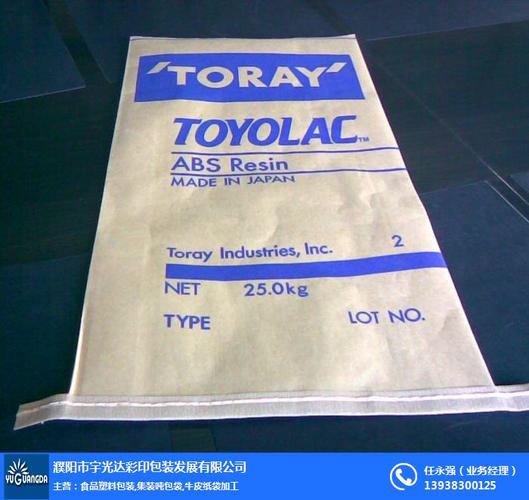 'TORAY'
TOYOLAC™
ABS Resin
MADE IN JAPAN
Toray Industries, Inc. 2
NET 25.0kg
TYPE LOT NO.
YUGUANGDA
濮阳市宇光达彩印包装发展有限公司
主营：食品塑料包装,集装吨包袋,牛皮纸袋加工
任永强（业务经理）
13938300125